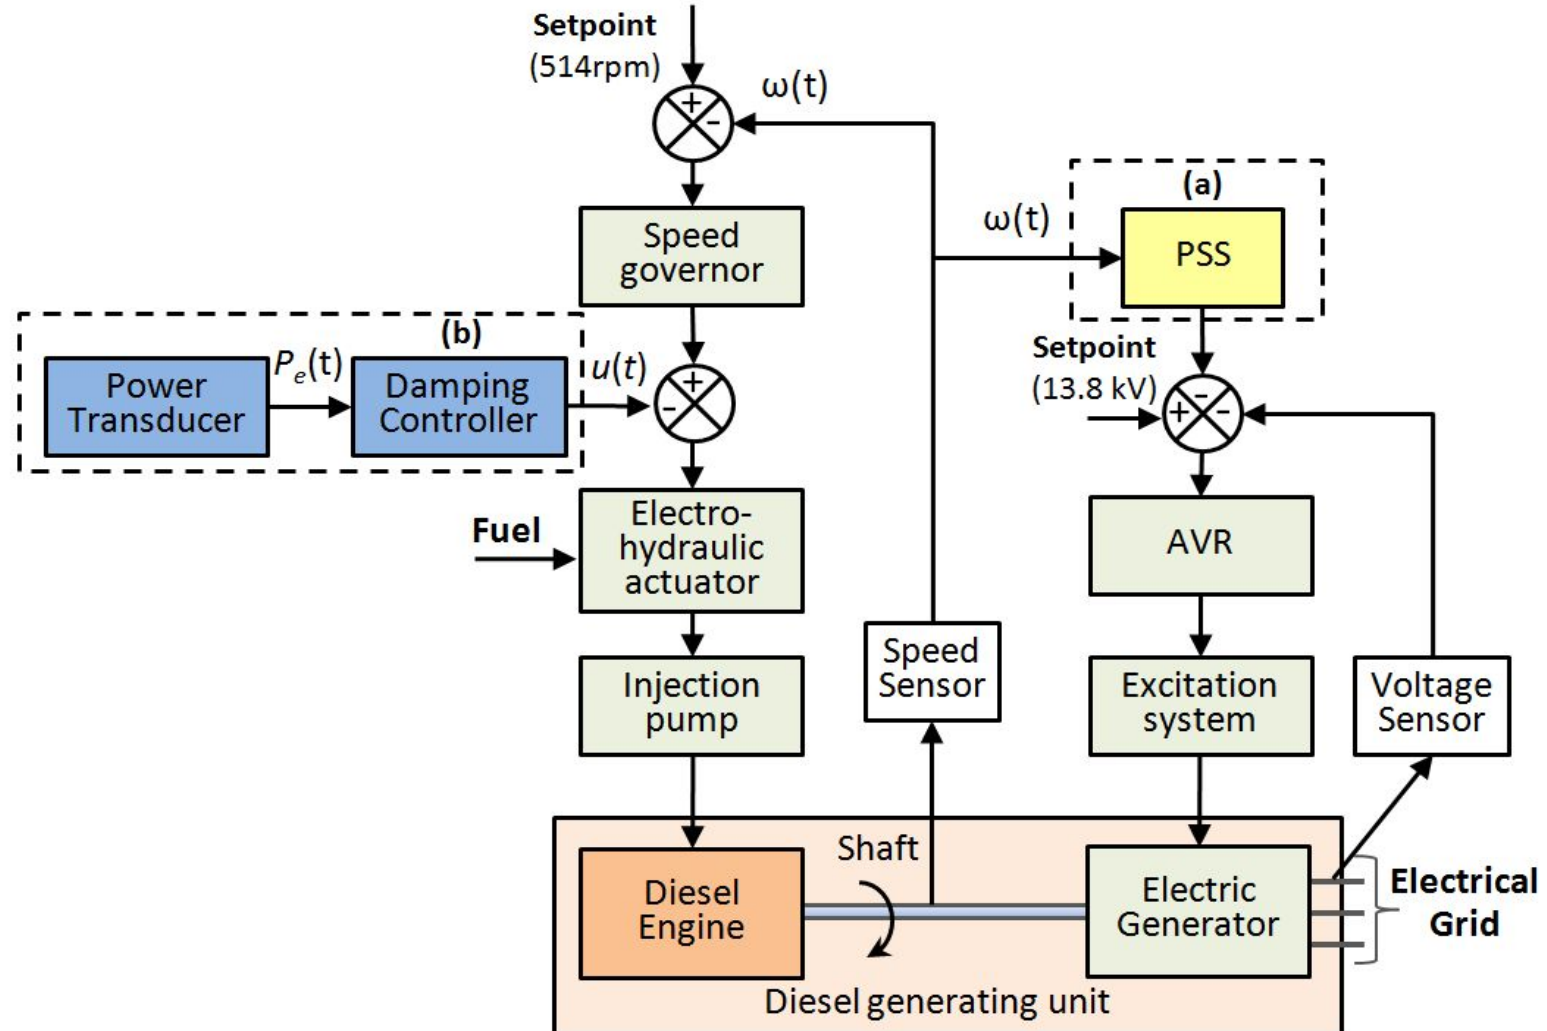 Setpoint
(514rpm)
+
-
ω(t)
(a)
Speed
governor
ω(t)
PSS
(b)
Setpoint
(13.8 kV)
Power
Transducer
Pₑ(t)
Damping
Controller
u(t)
+
-
-
+
-
Fuel
Electro-
hydraulic
actuator
AVR
Injection
pump
Speed
Sensor
Excitation
system
Voltage
Sensor
Shaft
Diesel
Engine
Electric
Generator
Electrical
Grid
Diesel generating unit